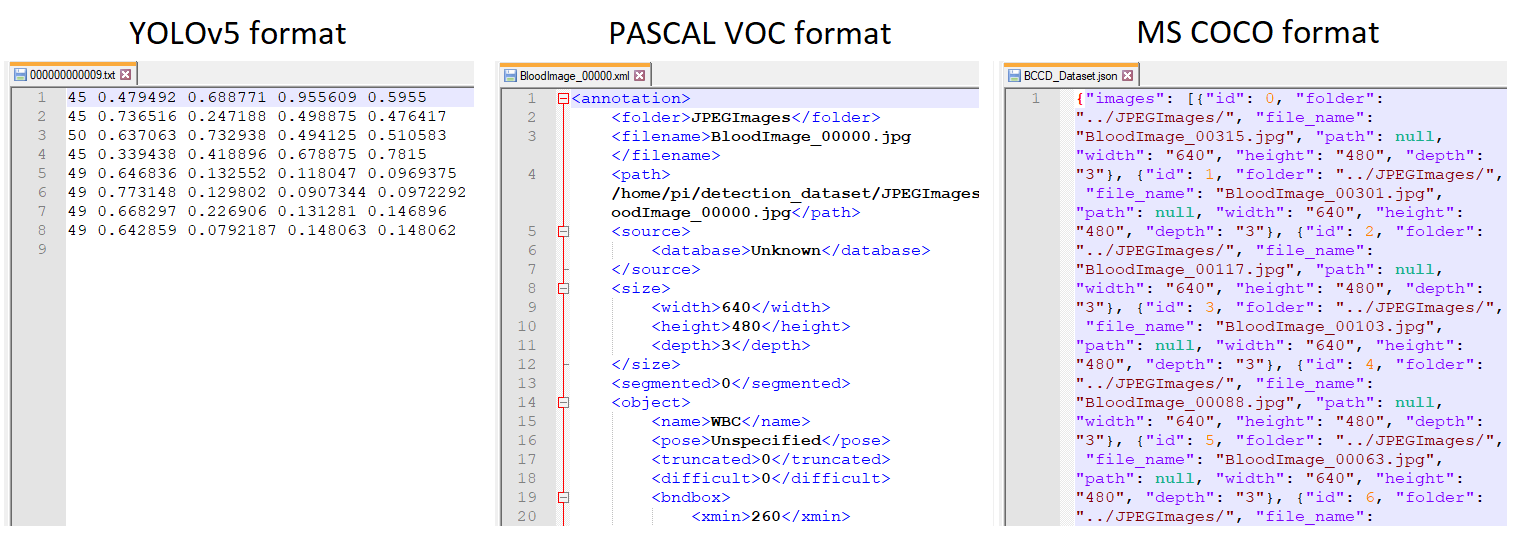 YOLOv5 format
000000000009.txt
1 45 0.479492 0.688771 0.955609 0.5955
2 45 0.736516 0.247188 0.498875 0.476417
3 50 0.637063 0.732938 0.494125 0.510583
4 45 0.339438 0.418896 0.678875 0.7815
5 49 0.646836 0.132552 0.118047 0.0969375
6 49 0.773148 0.129802 0.0907344 0.0972292
7 49 0.668297 0.226906 0.131281 0.146896
8 49 0.642859 0.0792187 0.148063 0.148062
9
PASCAL VOC format
BloodImage_00000.xml
1 <annotation>
2 <folder>JPEGImages</folder>
3 <filename>BloodImage_00000.jpg
</filename>
4 <path>
/home/pi/detection_dataset/JPEGImages
oodImage_00000.jpg</path>
5 <source>
6 <database>Unknown</database>
7 </source>
8 <size>
9 <width>640</width>
10 <height>480</height>
11 <depth>3</depth>
12 </size>
13 <segmented>0</segmented>
14 <object>
15 <name>WBC</name>
16 <pose>Unspecified</pose>
17 <truncated>0</truncated>
18 <difficult>0</difficult>
19 <bndbox>
20 <xmin>260</xmin>
MS COCO format
BCCD_Dataset.json
1 {"images": [{"id": 0, "folder":
"../JPEGImages/", "file_name":
"BloodImage_00315.jpg", "path": null,
"width": "640", "height": "480", "depth":
"3"}, {"id": 1, "folder": "../JPEGImages/",
"file_name": "BloodImage_00301.jpg",
"path": null, "width": "640", "height":
"480", "depth": "3"}, {"id": 2, "folder":
"../JPEGImages/", "file_name":
"BloodImage_00117.jpg", "path": null,
"width": "640", "height": "480", "depth":
"3"}, {"id": 3, "folder": "../JPEGImages/",
"file_name": "BloodImage_00103.jpg",
"path": null, "width": "640", "height":
"480", "depth": "3"}, {"id": 4, "folder":
"../JPEGImages/", "file_name":
"BloodImage_00088.jpg", "path": null,
"width": "640", "height": "480", "depth":
"3"}, {"id": 5, "folder": "../JPEGImages/",
"file_name": "BloodImage_00063.jpg",
"path": null, "width": "640", "height":
"480", "depth": "3"}, {"id": 6, "folder":
"../JPEGImages/", "file_name":